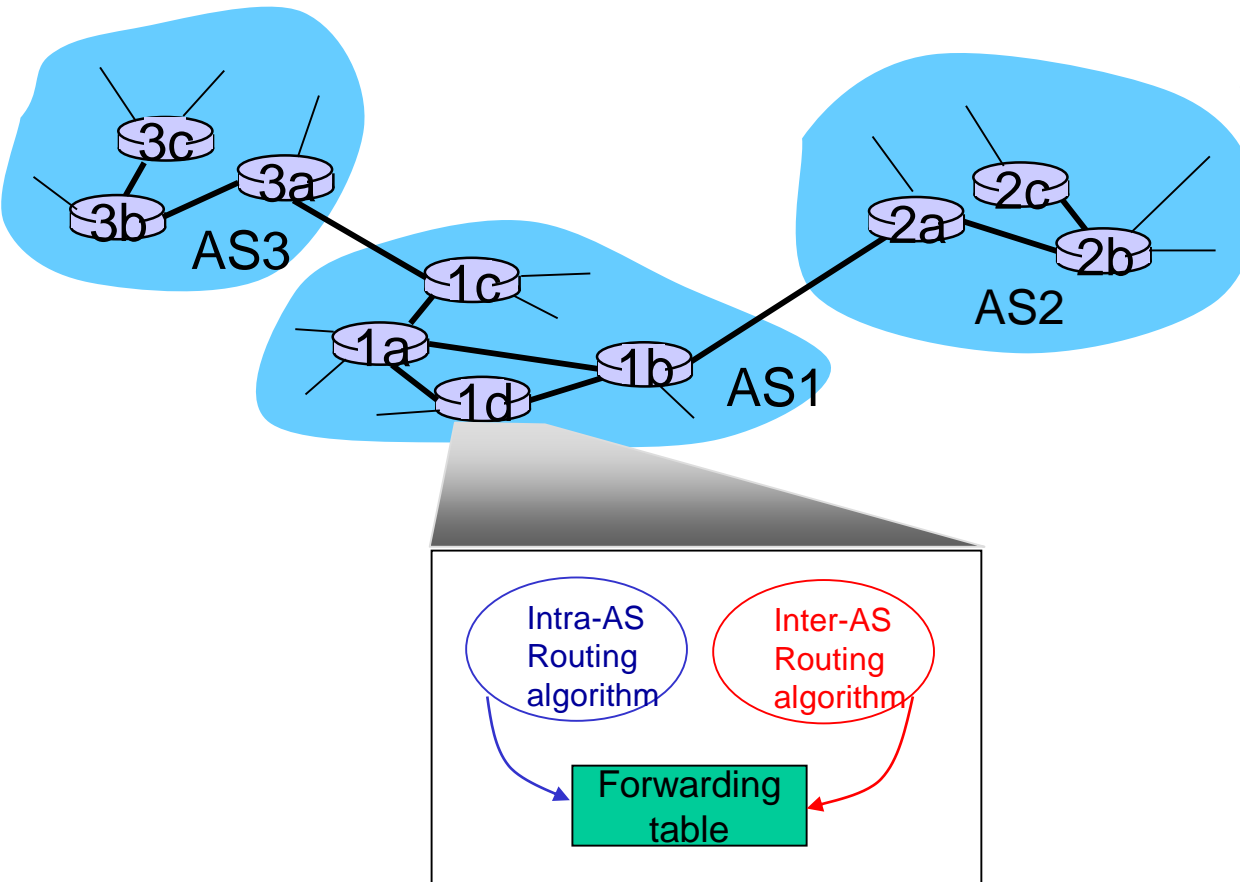 3c
3a
3b
AS3
2c
2a
2b
AS2
1c
1a
1b
1d
AS1
Intra-AS
Routing
algorithm
Inter-AS
Routing
algorithm
Forwarding
table